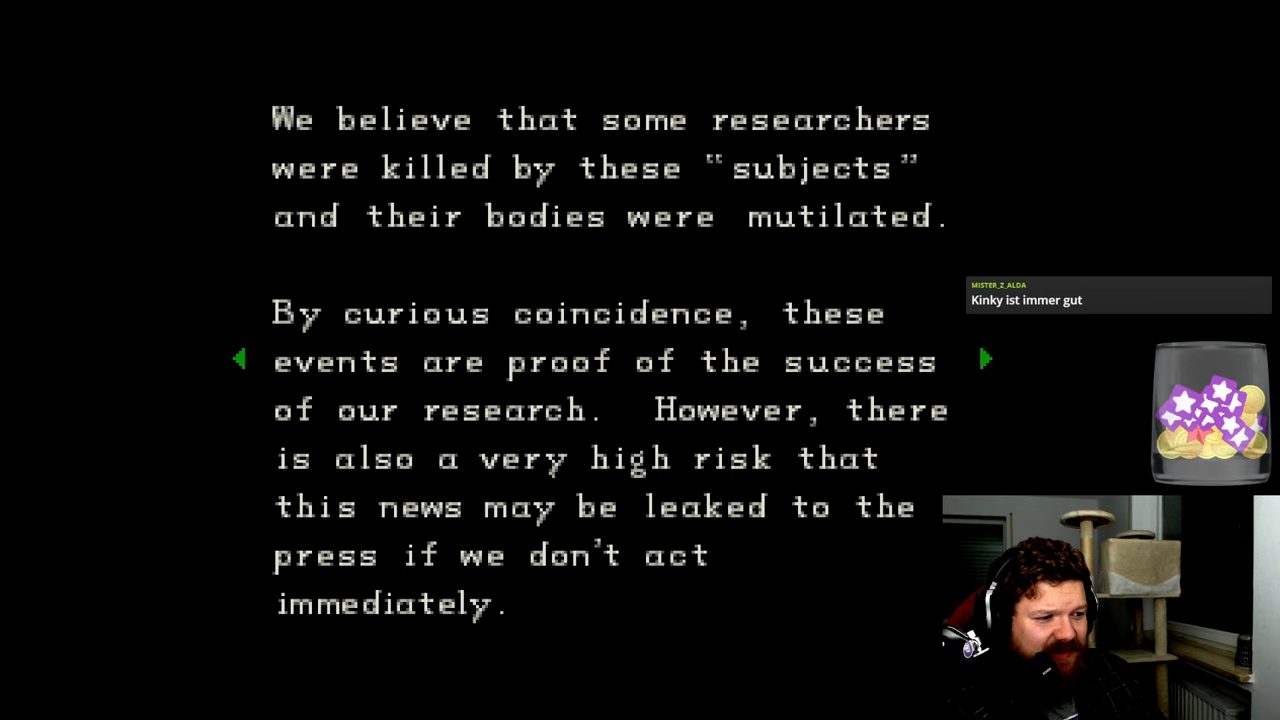 We believe that some researchers
were killed by these “subjects”
and their bodies were mutilated.
By curious coincidence, these
events are proof of the success
of our research. However, there
is also a very high risk that
this news may be leaked to the
press if we don't act
immediately.
MISTER_Z_ALDA
Kinky ist immer gut